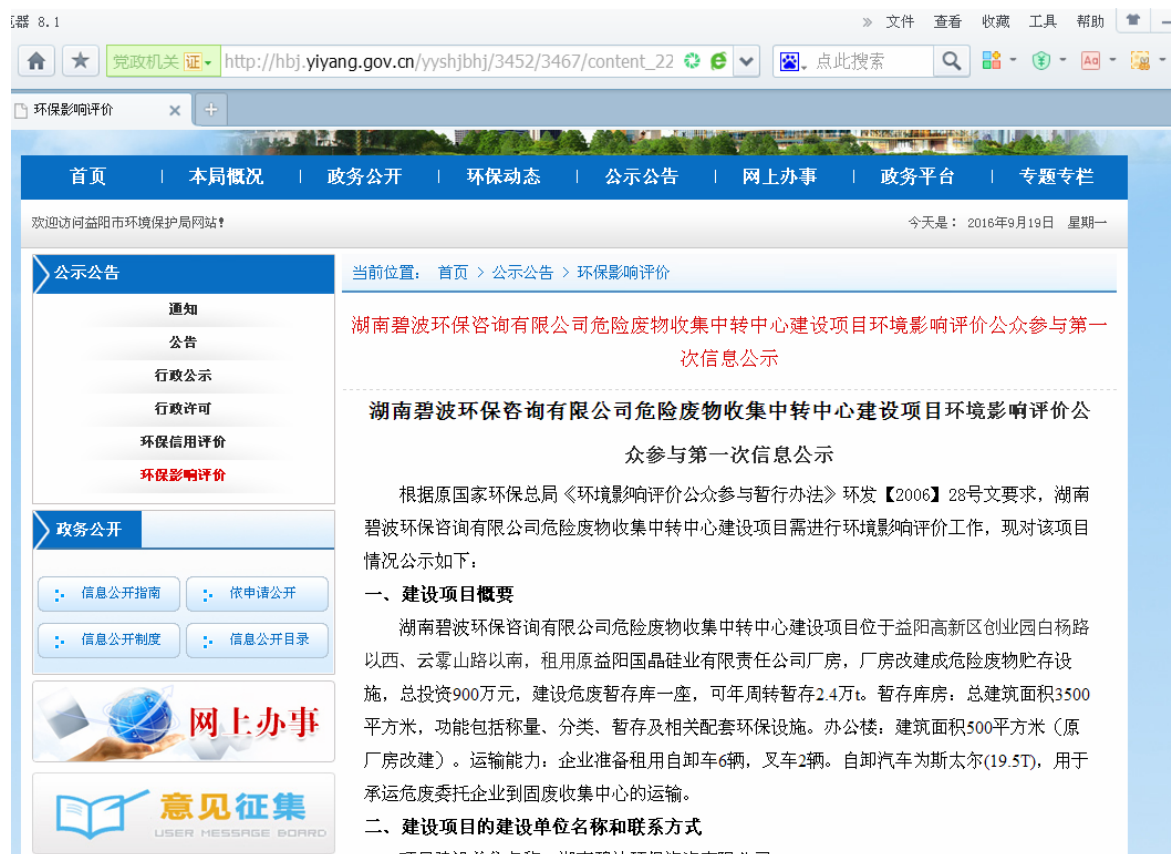 器 8.1
» 文件 查看 收藏 工具 帮助
党政机关 证 http://hbj.yiyang.gov.cn/yyshjbhj/3452/3467/content_22
点此搜索
环保影响评价
首页 本局概况 政务公开 环保动态 公示公告 网上办事 政务平台 专题专栏
欢迎访问益阳市环境保护局网站!
今天是: 2016年9月19日 星期一
公示公告
通知
公告
行政公示
行政许可
环保信用评价
环保影响评价
政务公开
信息公开指南 依申请公开
信息公开制度 信息公开目录
网上办事
意见征集
USER MESSAGE BOARD
当前位置: 首页 > 公示公告 > 环保影响评价
湖南碧波环保咨询有限公司危险废物收集中转中心建设项目环境影响评价公众参与第一
次信息公示
湖南碧波环保咨询有限公司危险废物收集中转中心建设项目环境影响评价公
众参与第一次信息公示
根据原国家环保总局《环境影响评价公众参与暂行办法》环发【2006】28号文要求，湖南
碧波环保咨询有限公司危险废物收集中转中心建设项目需进行环境影响评价工作，现对该项目
情况公示如下：
一、建设项目概要
湖南碧波环保咨询有限公司危险废物收集中转中心建设项目位于益阳高新区创业园白杨路
以西、云雾山路以南，租用原益阳国晶硅业有限责任公司厂房，厂房改建成危险废物贮存设
施，总投资900万元，建设危废暂存库一座，可年周转暂存2.4万t。暂存库房：总建筑面积3500
平方米，功能包括称量、分类、暂存及相关配套环保设施。办公楼：建筑面积500平方米（原
厂房改建）。运输能力：企业准备租用自卸车6辆，叉车2辆。自卸汽车为斯太尔(19.5T)，用于
承运危废委托企业到固废收集中心的运输。
二、建设项目的建设单位名称和联系方式